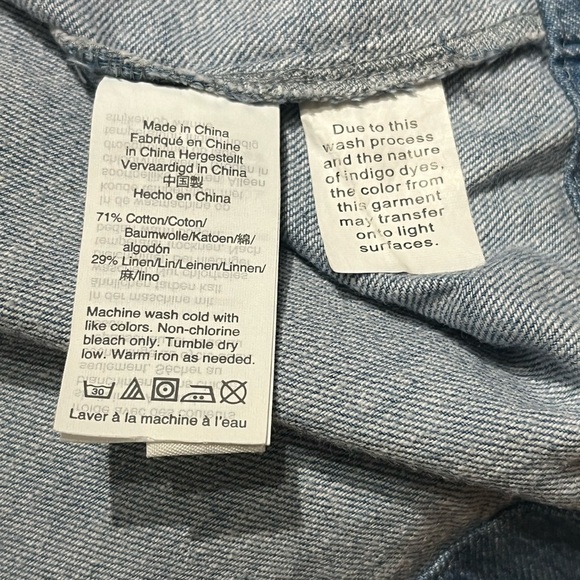 Made in China
Fabriqué en Chine
in China Hergestellt
Vervaardigd in China
中国製
Hecho en China
71% Cotton/Coton/
Baumwolle/Katoen/綿/
algodón
29% Linen/Lin/Leinen/Linnen/
麻/lino
Machine wash cold with
like colors. Non-chlorine
bleach only. Tumble dry
low. Warm iron as needed.
30
Laver à la machine à l'eau
Due to this
wash process
and the nature
of indigo dyes,
the color from
this garment
may transfer
onto light
surfaces.